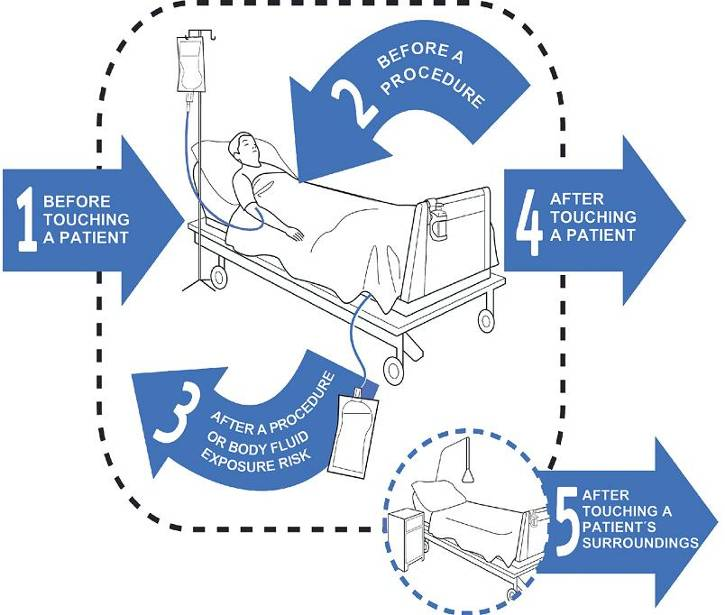 1 BEFORE
TOUCHING
A PATIENT
2 BEFORE A
PROCEDURE
3 AFTER A PROCEDURE
OR BODY FLUID
EXPOSURE RISK
4 AFTER
TOUCHING
A PATIENT
5 AFTER
TOUCHING A
PATIENT´S
SURROUNDINGS